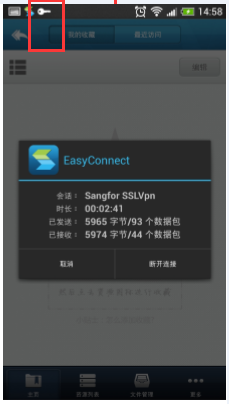 14:58
我的收藏 最近访问
编辑
EasyConnect
会话： Sangfor SSLVpn
时长： 00:02:41
已发送： 5965 字节/93 个数据包
已接收： 5974 字节/44 个数据包
取消 断开连接
主页 资源列表 文件管理 更多